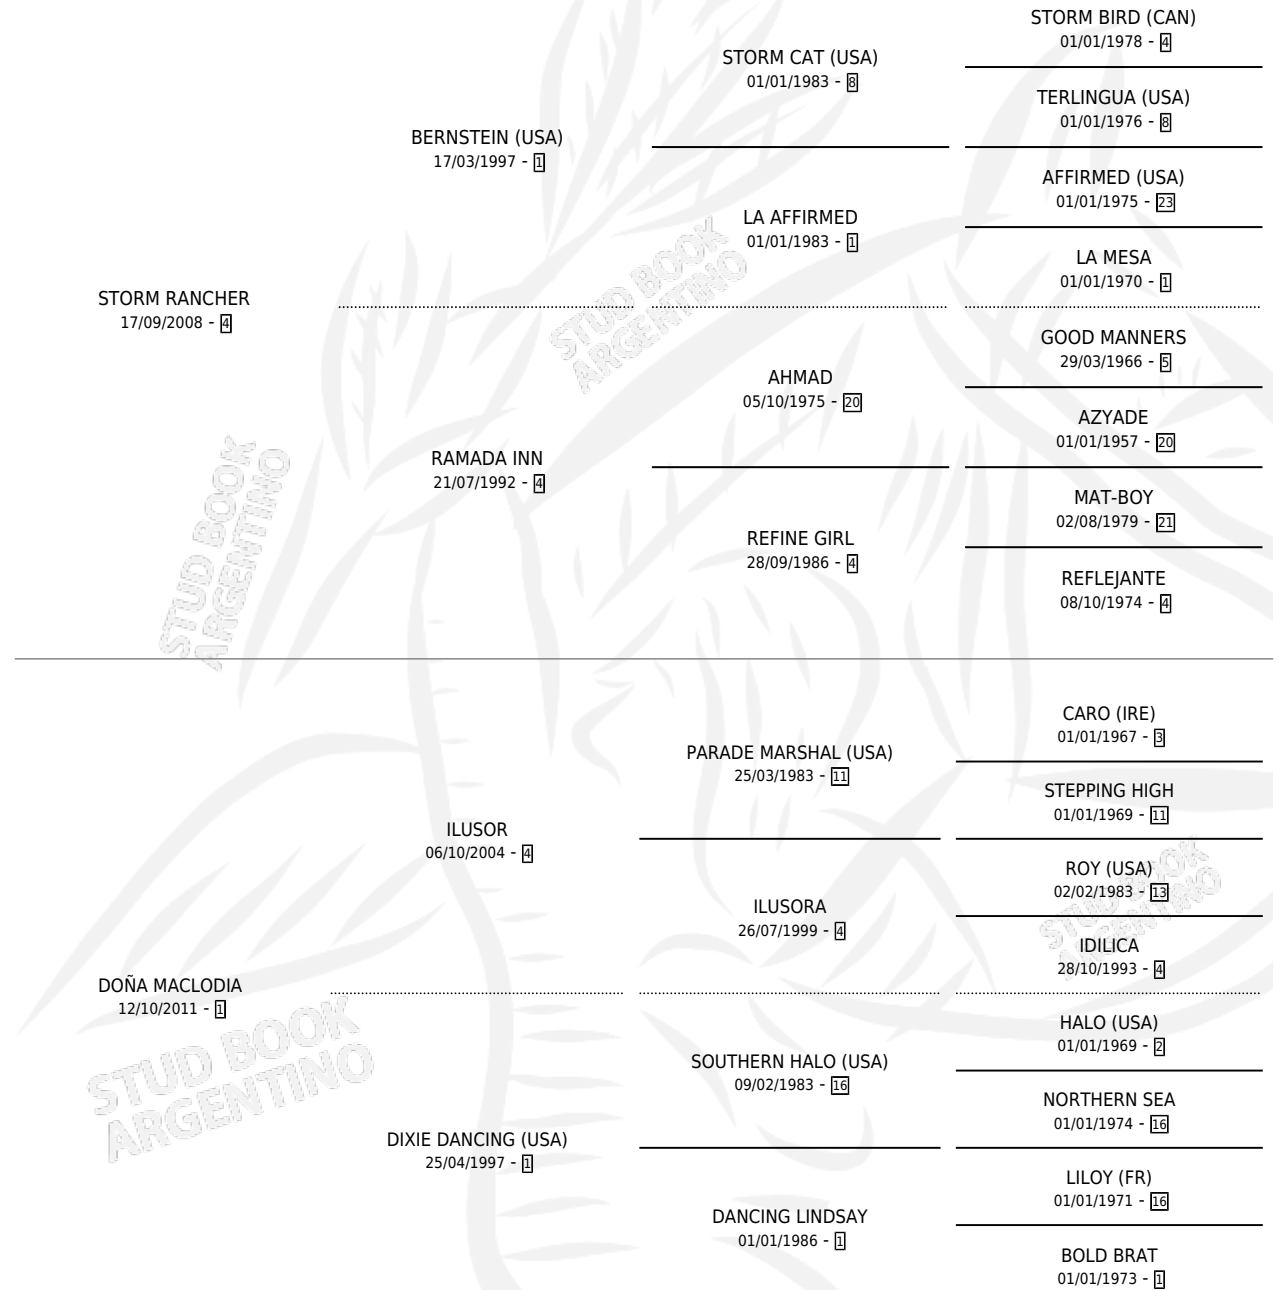 STORM BIRD (CAN)
01/01/1978 - 4
STORM CAT (USA)
01/01/1983 - 8
TERLINGUA (USA)
01/01/1976 - 8
BERNSTEIN (USA)
17/03/1997 - 1
AFFIRMED (USA)
01/01/1975 - 23
LA AFFIRMED
01/01/1983 - 1
LA MESA
01/01/1970 - 1
STORM RANCHER
17/09/2008 - 4
GOOD MANNERS
29/03/1966 - 5
AHMAD
05/10/1975 - 20
AZYADE
01/01/1957 - 20
RAMADA INN
21/07/1992 - 4
MAT-BOY
02/08/1979 - 21
REFINE GIRL
28/09/1986 - 4
REFLEJANTE
08/10/1974 - 4
CARO (IRE)
01/01/1967 - 3
PARADE MARSHAL (USA)
25/03/1983 - 11
STEPPING HIGH
01/01/1969 - 11
ILUSOR
06/10/2004 - 4
ROY (USA)
02/02/1983 - 13
ILUSORA
26/07/1999 - 4
IDILICA
28/10/1993 - 4
DOÑA MACLODIA
12/10/2011 - 1
HALO (USA)
01/01/1969 - 2
SOUTHERN HALO (USA)
09/02/1983 - 16
NORTHERN SEA
01/01/1974 - 16
DIXIE DANCING (USA)
25/04/1997 - 1
LILOY (FR)
01/01/1971 - 16
DANCING LINDSAY
01/01/1986 - 1
BOLD BRAT
01/01/1973 - 1
STUD BOOK
ARGENTINO
STUD BOOK
ARGENTINO
STUD BOOK
ARGENTINO
STUD BOOK
ARGENTINO